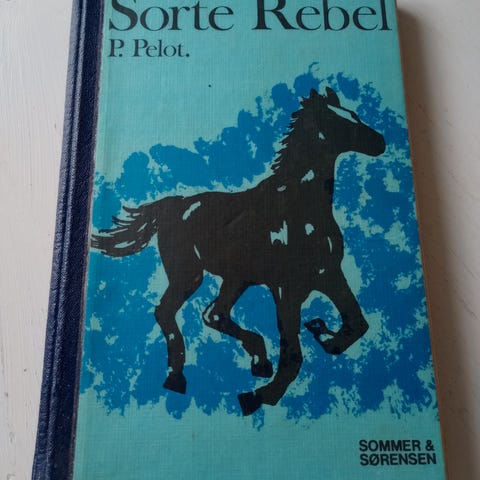 Sorte Rebel
P. Pelot.
SOMMER &
SØRENSEN